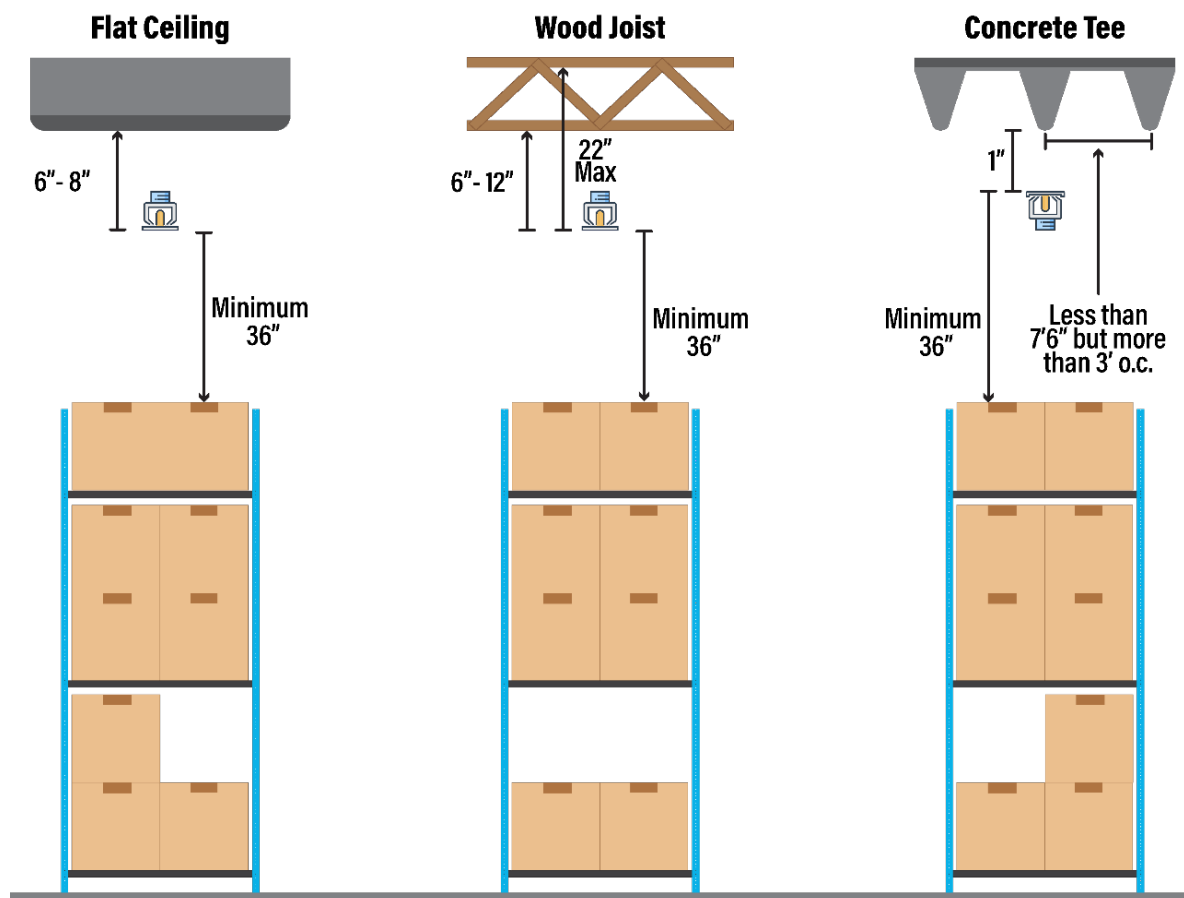 Flat Ceiling
6”- 8”
Minimum
36”
Wood Joist
6”- 12”
22”
Max
Minimum
36”
Concrete Tee
1”
Minimum
36”
Less than
7’6” but more
than 3’ o.c.